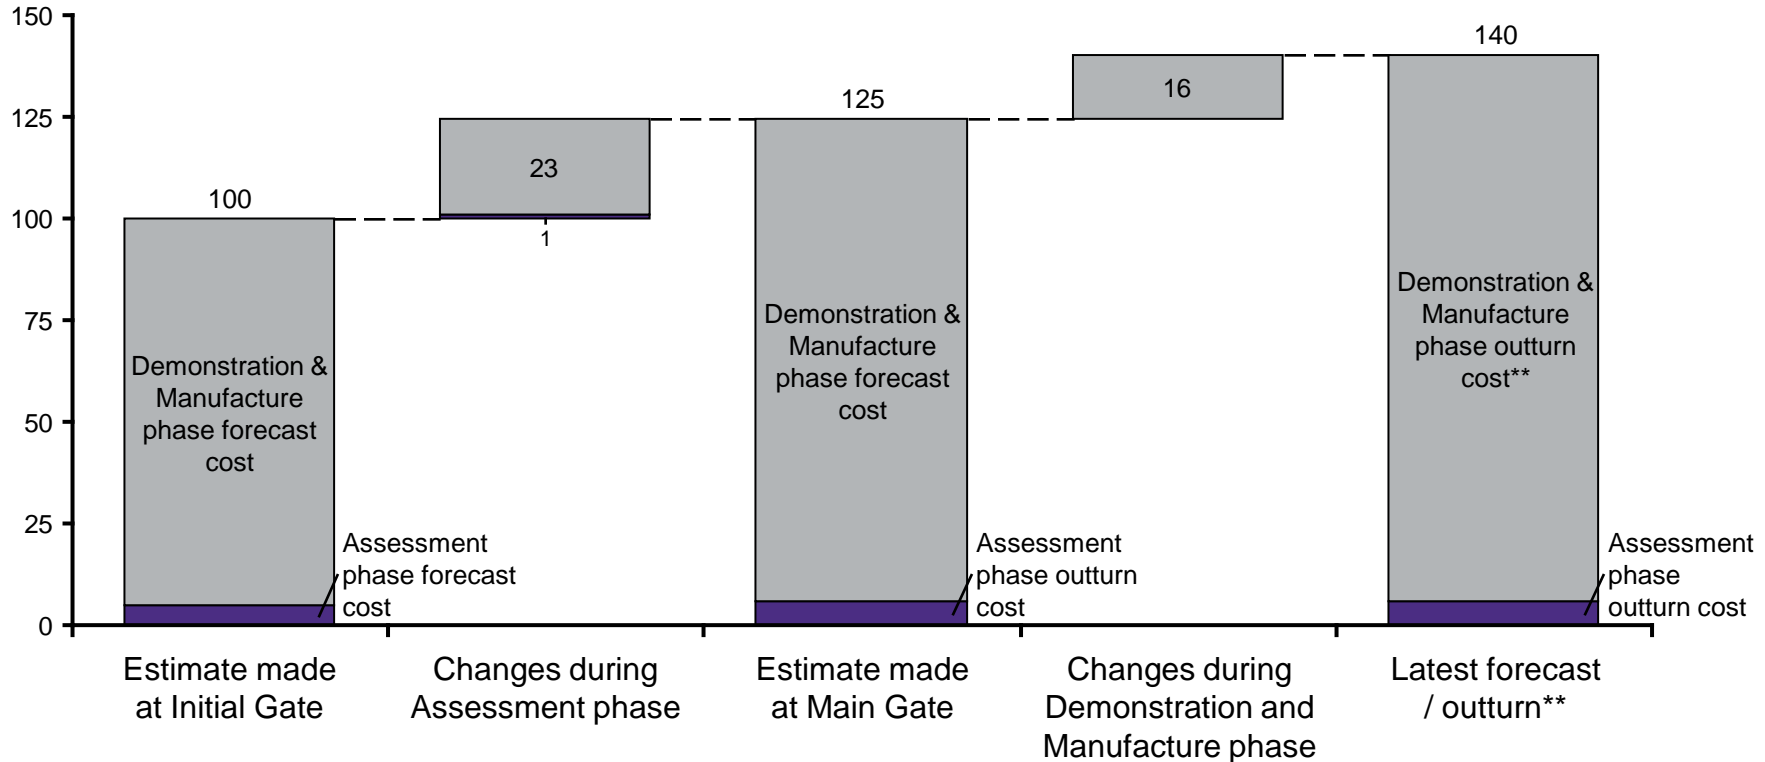 150
125
100
75
50
25
0
100
23
1
125
16
140
Demonstration &
Manufacture
phase forecast
cost
Assessment
phase forecast
cost
Demonstration &
Manufacture
phase forecast
cost
Assessment
phase outturn
cost
Demonstration &
Manufacture
phase outturn
cost**
Assessment
phase
outturn cost
Estimate made
at Initial Gate
Changes during
Assessment phase
Estimate made
at Main Gate
Changes during
Demonstration and
Manufacture phase
Latest forecast
/ outturn**